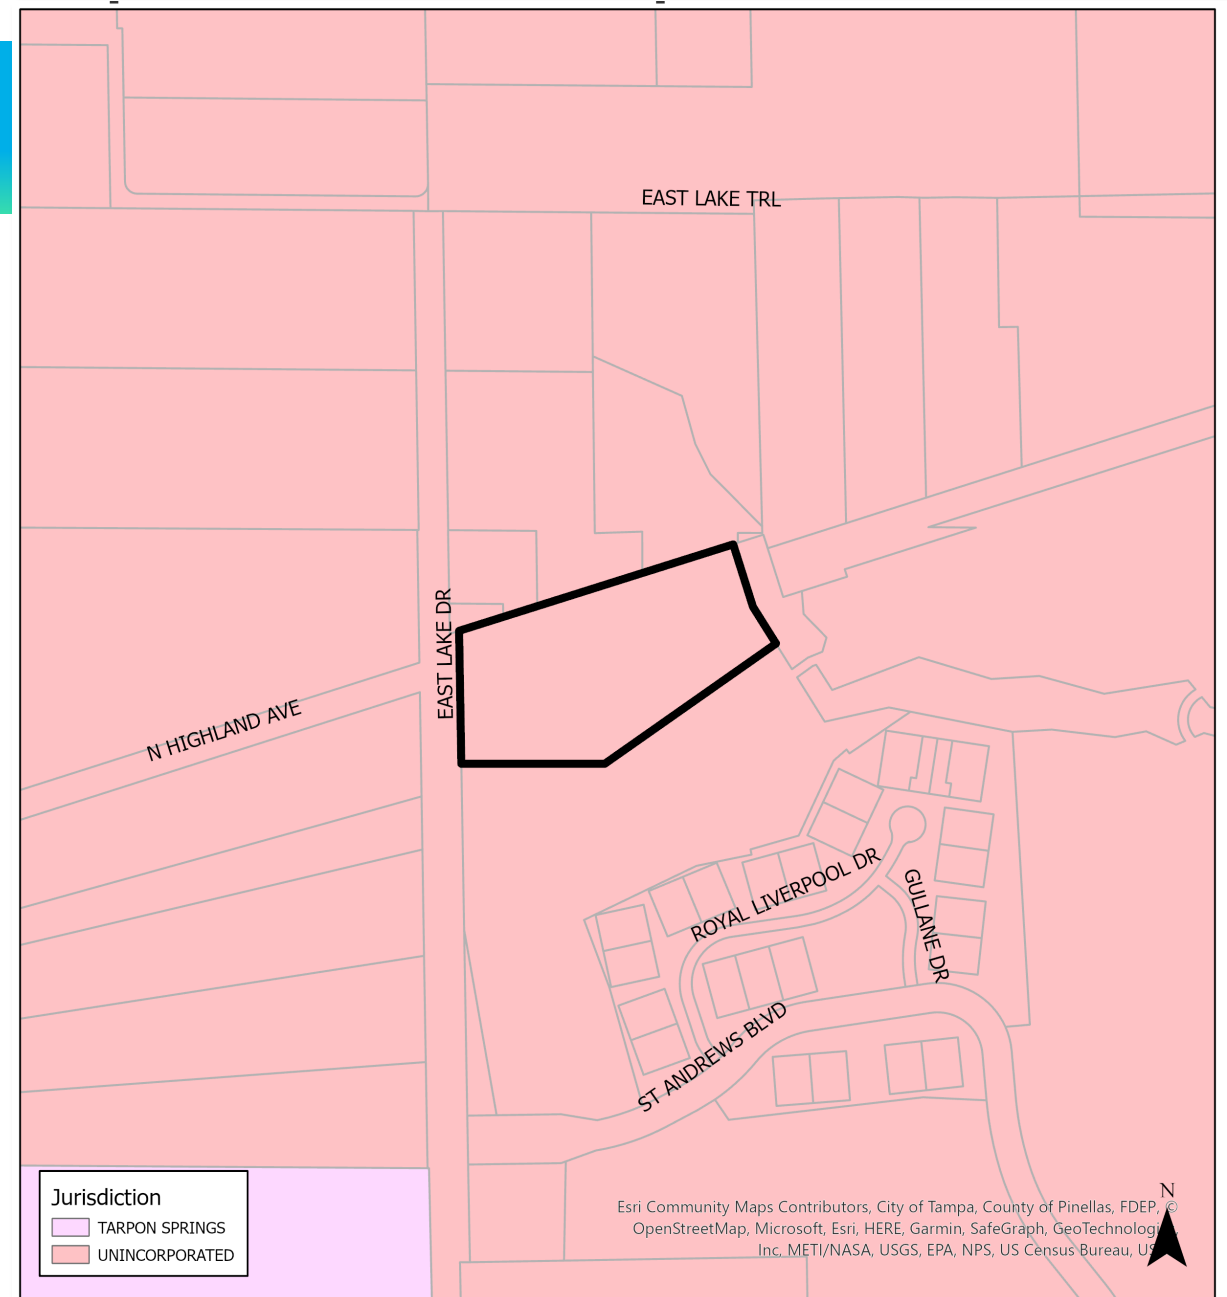 EAST LAKE TRL
EAST LAKE DR
N HIGHLAND AVE
ROYAL LIVERPOOL DR
GULLANE DR
ST ANDREWS BLVD
Jurisdiction
TARPON SPRINGS
UNINCORPORATED
N
Esri Community Maps Contributors, City of Tampa, County of Pinellas, FDEP, ©
OpenStreetMap, Microsoft, Esri, HERE, Garmin, SafeGraph, GeoTechnologi
Inc, METI/NASA, USGS, EPA, NPS, US Census Bureau,